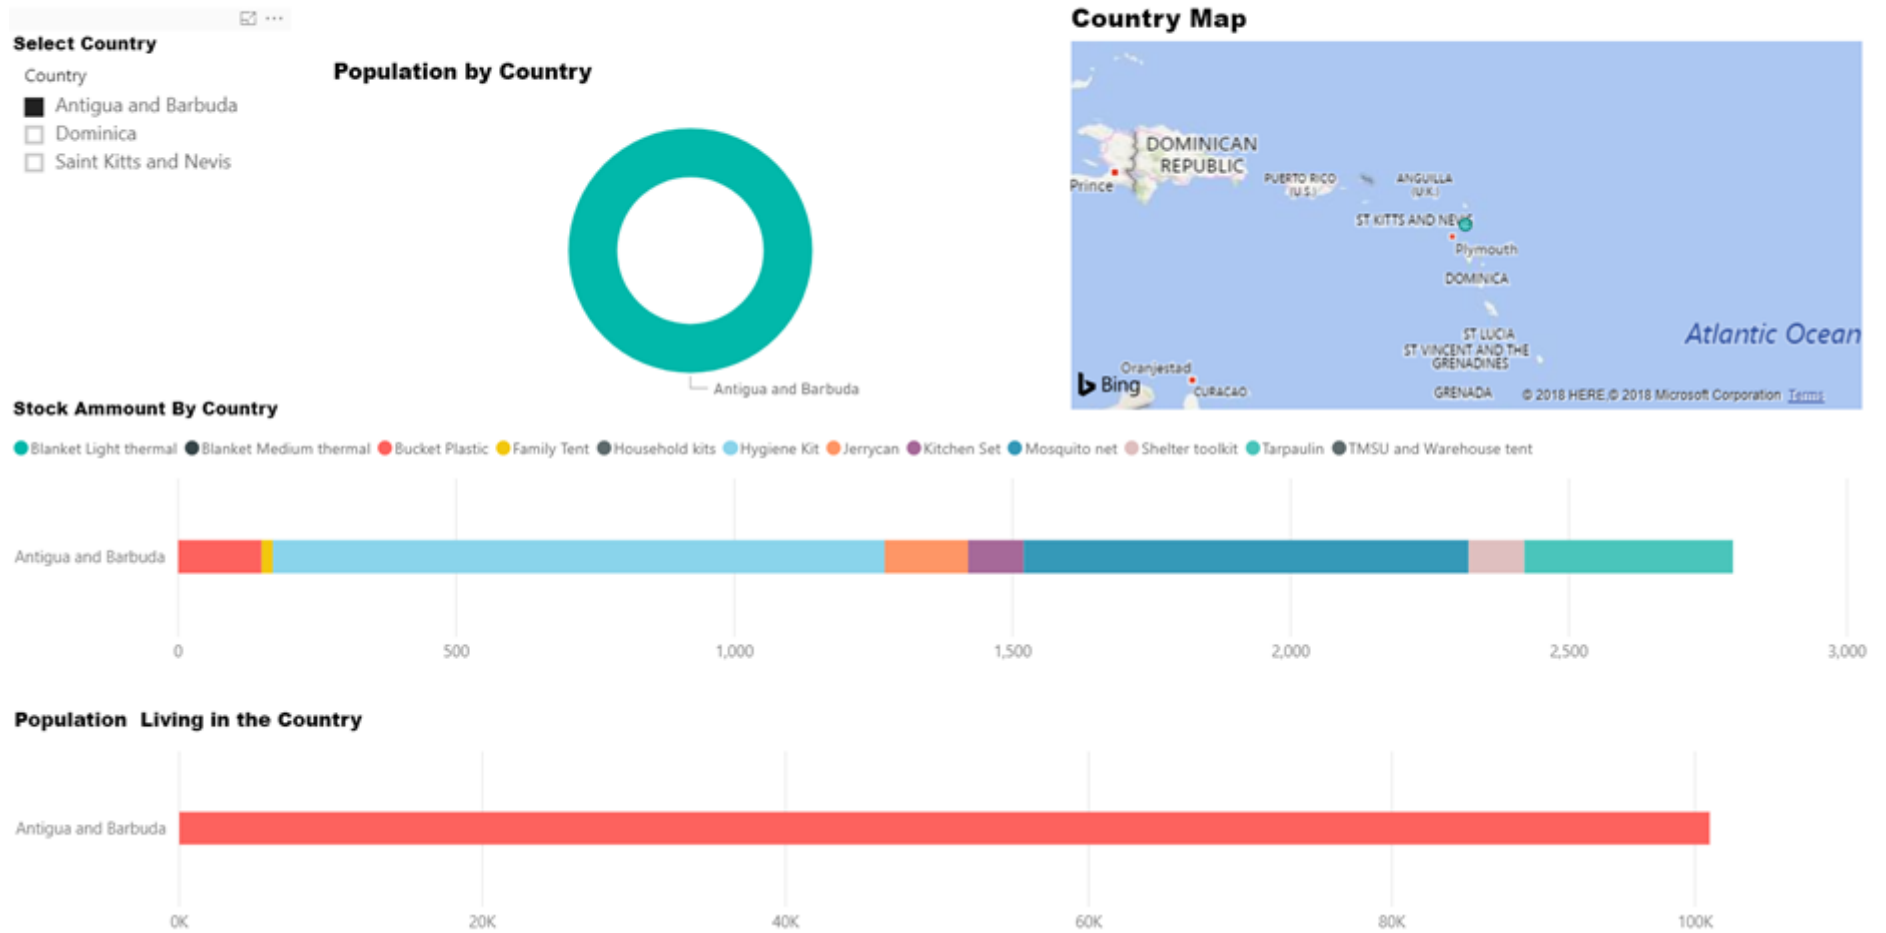 Select Country
Country
Antigua and Barbuda
Dominica
Saint Kitts and Nevis
Population by Country
Antigua and Barbuda
Country Map
DOMINICAN
REPUBLIC
Prince
PUERTO RICO
(U.S.)
ANGUILLA
(U.K.)
ST KITTS AND NEVIS
Plymouth
DOMINICA
ST LUCIA
ST VINCENT AND THE
GRENADINES
Atlantic Ocean
Oranjestad
Bing
CURACAO
GRENADA
© 2018 HERE,© 2018 Microsoft Corporation Terms
Stock Ammount By Country
Blanket Light thermal Blanket Medium thermal Bucket Plastic Family Tent Household kits Hygiene Kit Jerrycan Kitchen Set Mosquito net Shelter toolkit Tarpaulin TMSU and Warehouse tent
Antigua and Barbuda
0 500 1,000 1,500 2,000 2,500 3,000
Population Living in the Country
Antigua and Barbuda
0K 20K 40K 60K 80K 100K